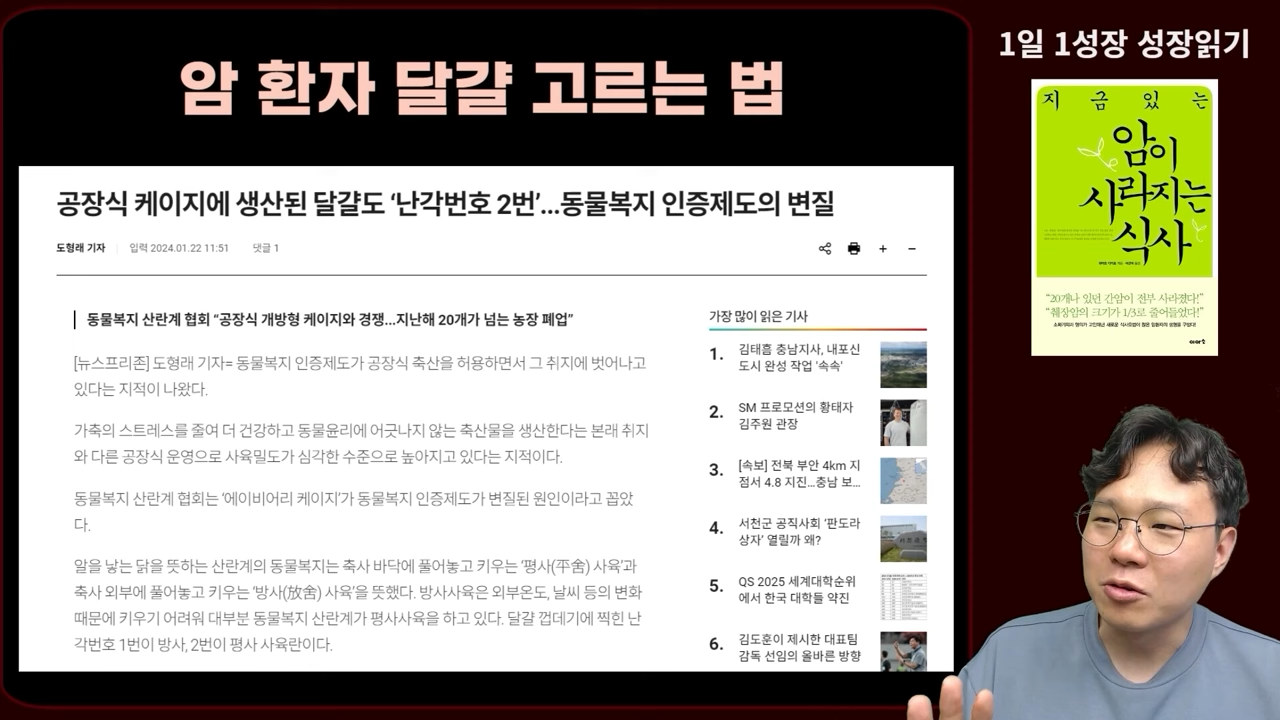 암 환자 달걀 고르는 법
1일 1성장 성장읽기
지금있는
암이
사라지는
식사
“20개나 있던 간암이 전부 사라졌다!”
“췌장암의 크기가 1/3로 줄어들었다!”
공장식 케이지에 생산된 달걀도 ‘난각번호 2번’...동물복지 인증제도의 변질
도형래 기자 | 입력 2024.01.22 11:51 댓글 1
동물복지 산란계 협회 “공장식 개방형 케이지와 경쟁...지난해 20개가 넘는 농장 폐업”
[뉴스프리존] 도형래 기자= 동물복지 인증제도가 공장식 축산을 허용하면서 그 취지에 벗어나고
있다는 지적이 나왔다.
가축의 스트레스를 줄여 더 건강하고 동물윤리에 어긋나지 않는 축산물을 생산한다는 본래 취지
와 다른 공장식 운영으로 사육밀도가 심각한 수준으로 높아지고 있다는 지적이다.
동물복지 산란계 협회는 ‘에이비어리 케이지’가 동물복지 인증제도가 변질된 원인이라고 꼽았
다.
알을 낳는 닭을 뜻하는 산란계의 동물복지는 축사 바닥에 풀어놓고 키우는 ‘평사(平舍) 사육’과
축사 외부에 풀어놓고 키우는 ‘방사(放舍) 사육’을 뜻했다. 방사사육은 외부온도, 날씨 등의 변화
때문에 키우기 어려워 대부분 동물복지 산란계가 평사사육을 하고 있다. 달걀 껍데기에 찍힌 난
각번호 1번이 방사, 2번이 평사 사육란이다.
가장 많이 읽은 기사
1. 김태흠 충남지사, 내포신
도시 완성 작업 '속속'
2. SM 프로모션의 황태자
김주원 관장
3. [속보] 전북 부안 4km 지
점서 4.8 지진...충남 보...
4. 서천군 공직사회 '판도라
상자' 열릴까 왜?
5. QS 2025 세계대학순위
에서 한국 대학들 약진
6. 김도훈이 제시한 대표팀
감독 선임의 올바른 방향